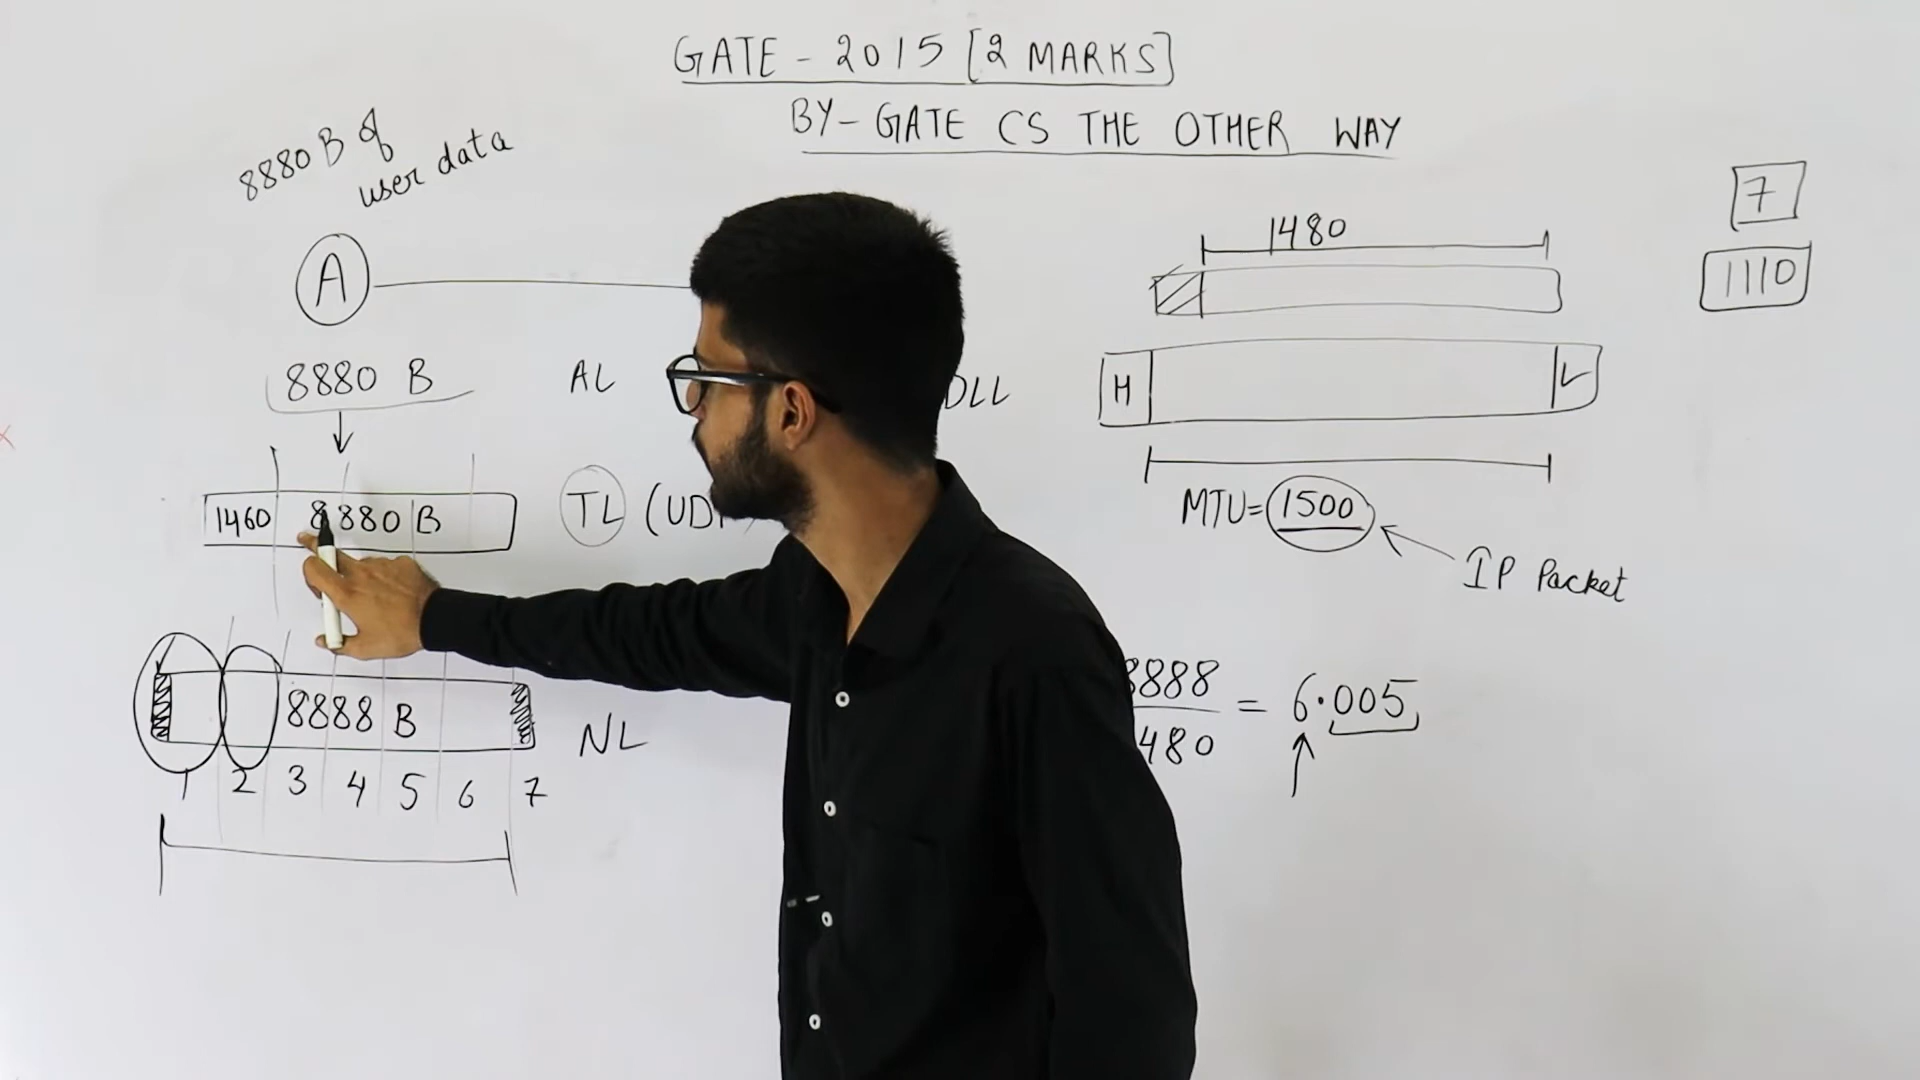 GATE - 2015 [2 MARKS]
BY- GATE CS THE OTHER WAY
8880 B of
user data
A
8880 B
AL
DLL
1460 8880 B
TL (UDP
8888 B
NL
1 2 3 4 5 6 7
1480
H
MTU= 1500
IP Packet
8888
480
= 6.005
7
1110